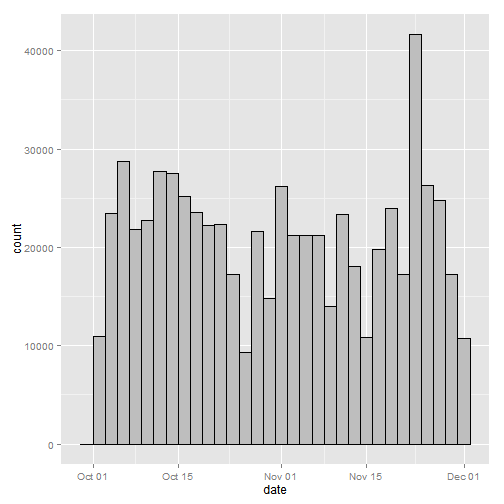 40000
30000
20000
10000
0
count
Oct 01
Oct 15
Nov 01
Nov 15
Dec 01
date